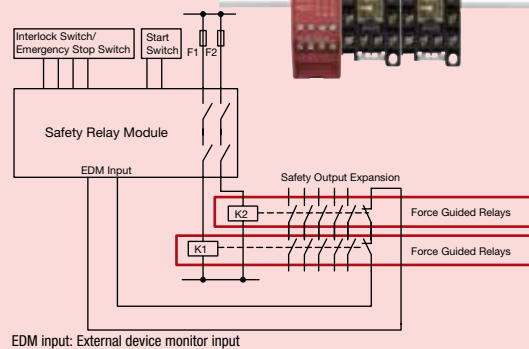 Interlock Switch/
Emergency Stop Switch
Start
Switch
F1 F2
Safety Relay Module
EDM Input
Safety Output Expansion
K2
Force Guided Relays
K1
Force Guided Relays
EDM input: External device monitor input